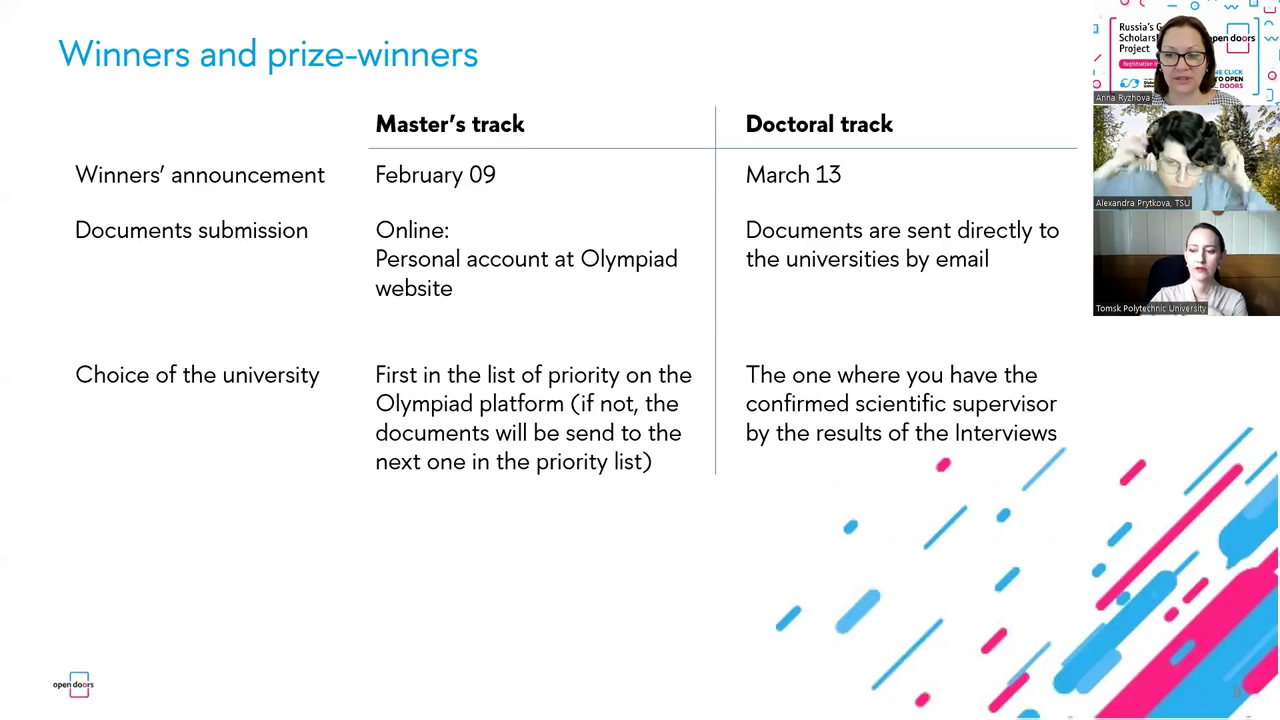 Winners and prize-winners
Master's track
Doctoral track
Winners' announcement
February 09
March 13
Documents submission
Online:
Personal account at Olympiad
website
Documents are sent directly to
the universities by email
Choice of the university
First in the list of priority on the
Olympiad platform (if not, the
documents will be send to the
next one in the priority list)
The one where you have the
confirmed scientific supervisor
by the results of the Interviews
open doors
Russia's
Project
open doors
TO OPEN
DOORS
Anna Ryzhova
Alexandra Prytkova, TSU
Tomsk Polytechnic University